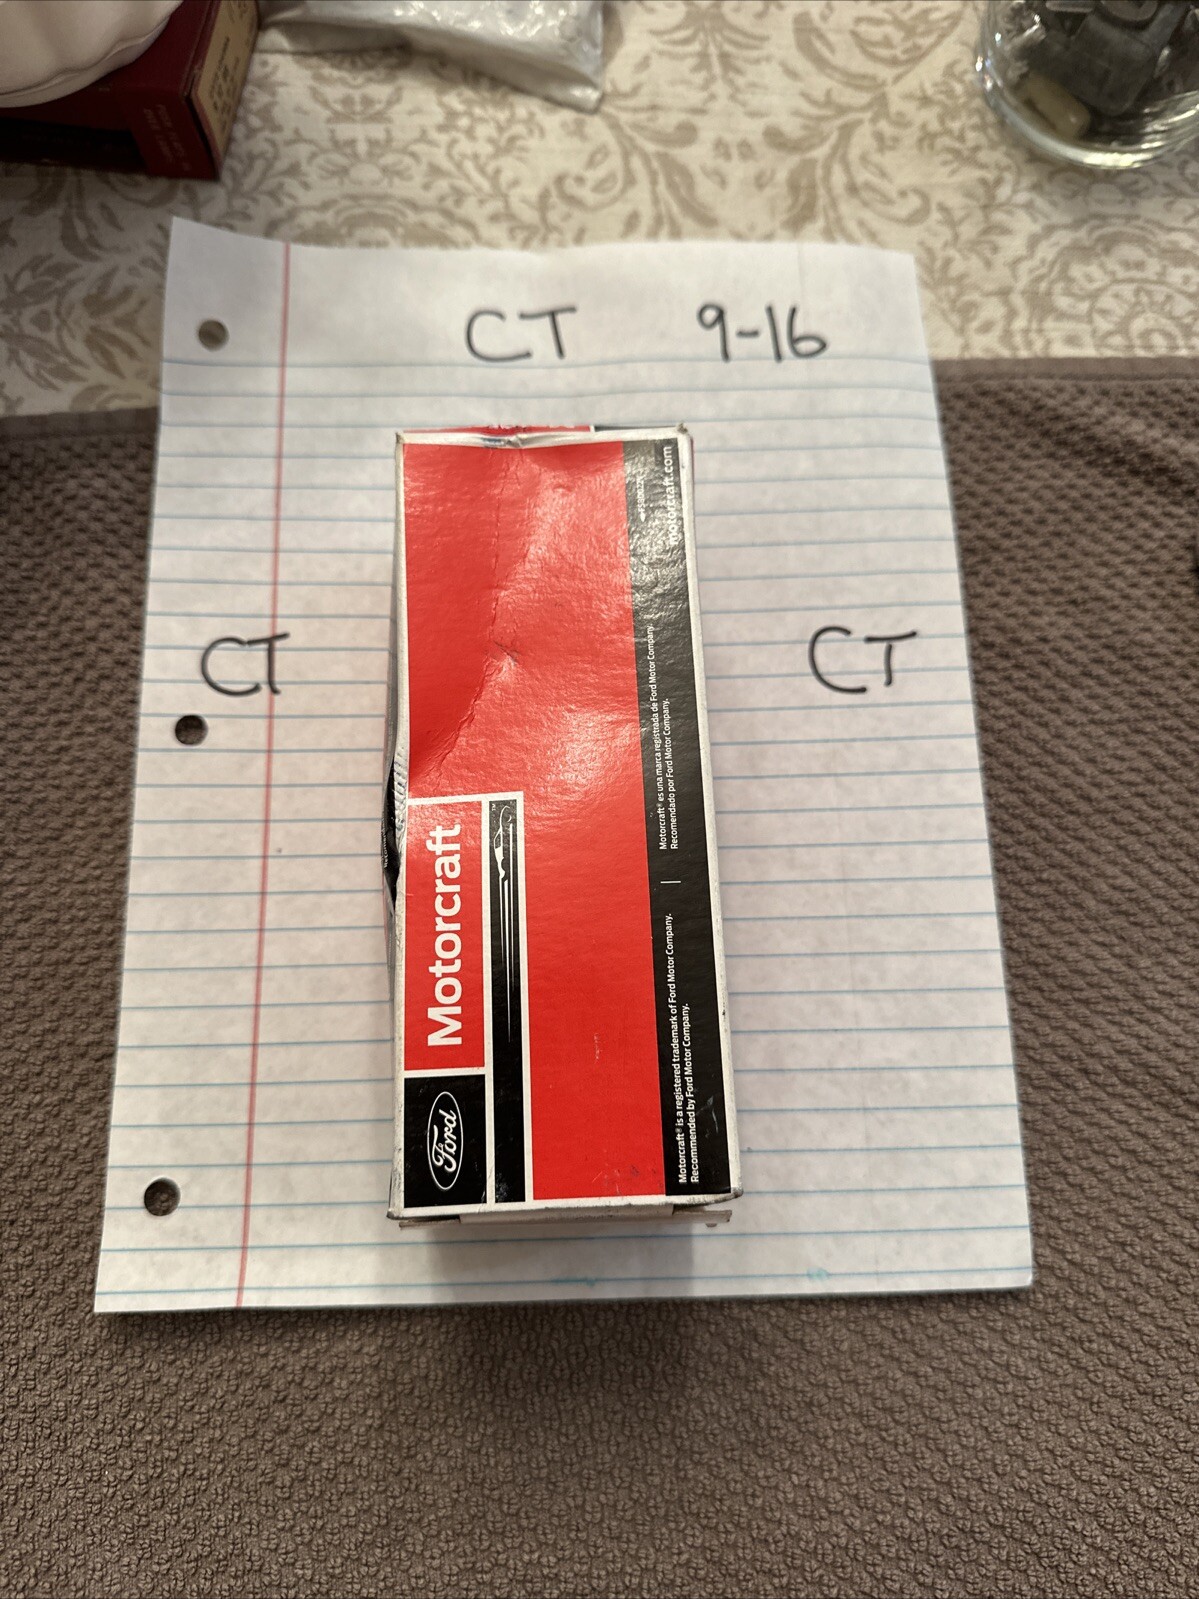 CT 9-16
CT
CT
Motorcraft
Ford
motorcraft.com
Motorcraft® es una marca registrada de Ford Motor Company.
Recomendado por Ford Motor Company.
Motorcraft® is a registered trademark of Ford Motor Company.
Recommended by Ford Motor Company.